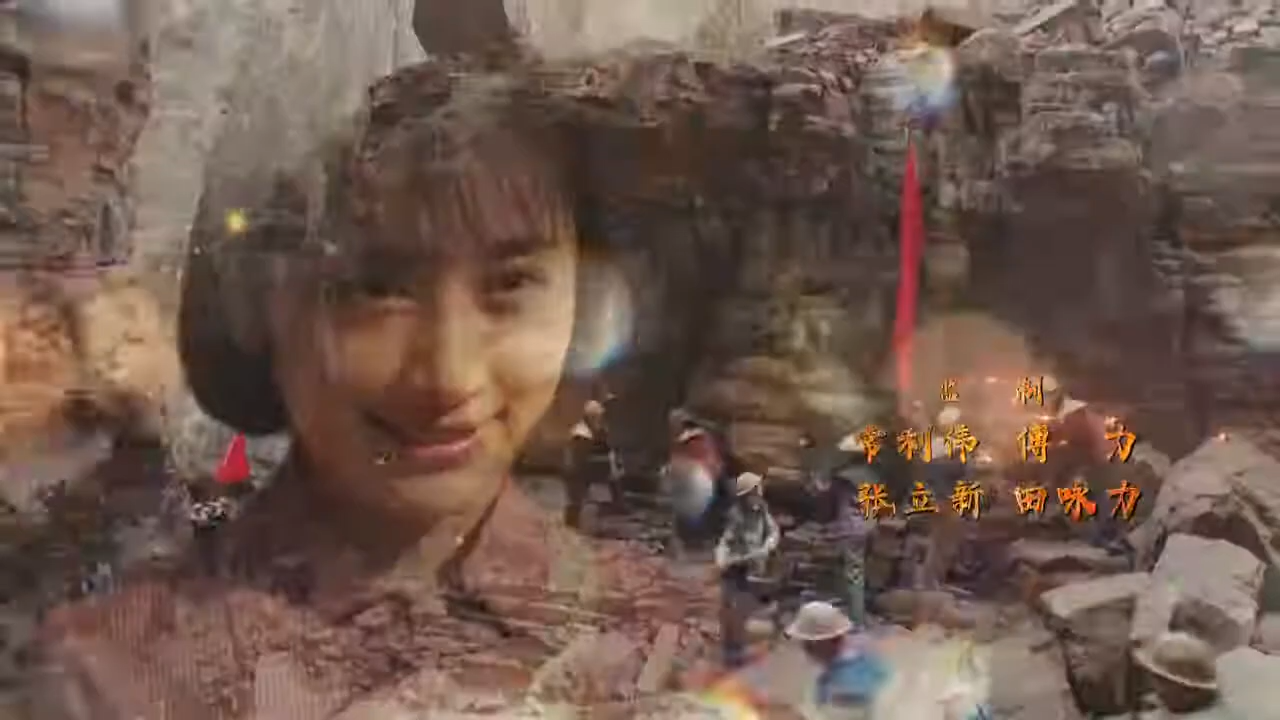 监 制
常利伟 傅 力
张立新 田咏力